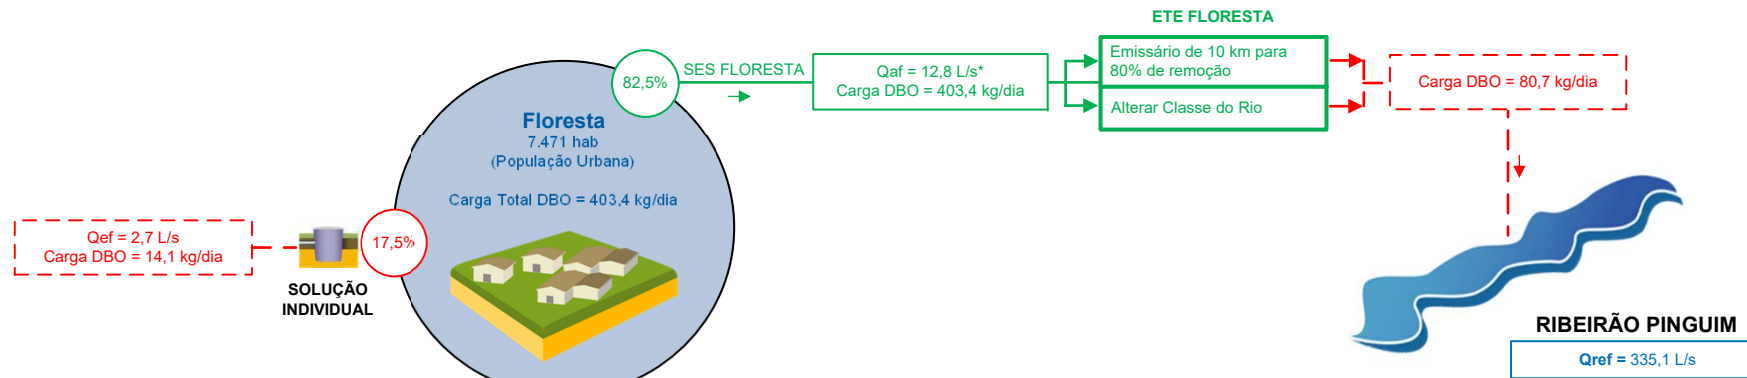 ETE FLORESTA
Emissário de 10 km para
80% de remoção
Alterar Classe do Rio
82,5%
SES FLORESTA
Qaf = 12,8 L/s*
Carga DBO = 403,4 kg/dia
Carga DBO = 80,7 kg/dia
Floresta
7.471 hab
(População Urbana)
Carga Total DBO = 403,4 kg/dia
Qef = 2,7 L/s
Carga DBO = 14,1 kg/dia
17,5%
SOLUÇÃO
INDIVIDUAL
RIBEIRÃO PINGUIM
Qref = 335,1 L/s